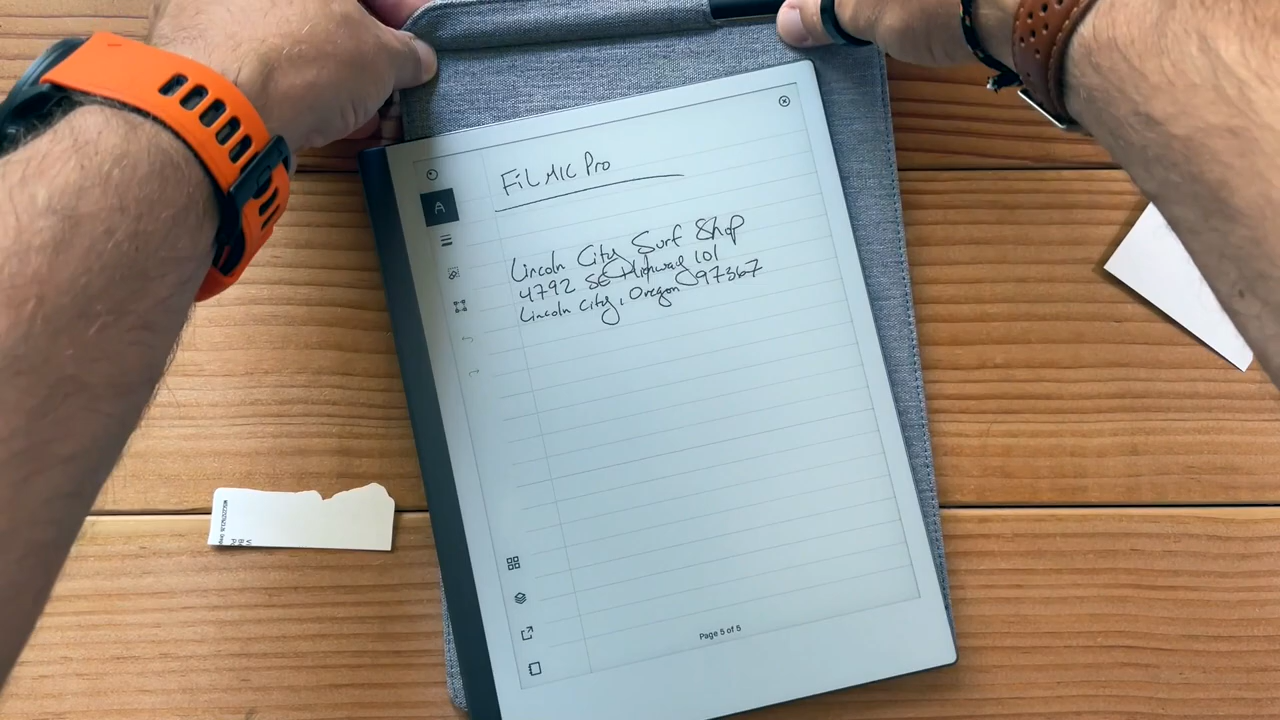 FiLMIC Pro
Lincoln City Surf Shop
4792 SE Highway 101
Lincoln City, Oregon 97367
Page 5 of 5